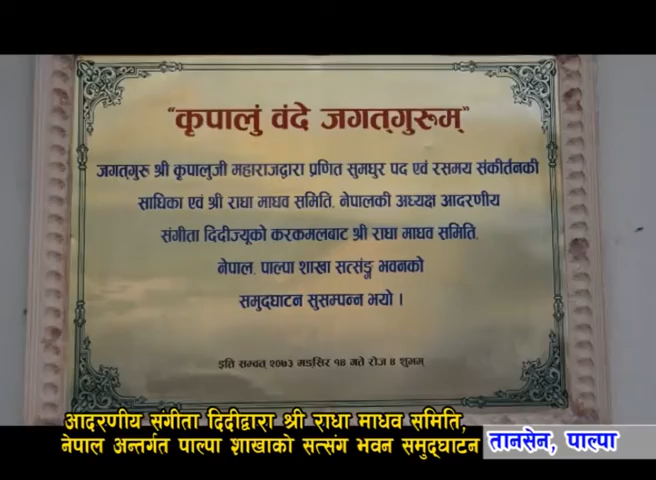 “कृपालुं वंदे जगत्गुरूम्”
जगत्गुरू श्री कृपालुजी महाराजद्वारा प्रणित सुमधुर पद एवं रसमय संकीर्तनकी
साधिका एवं श्री राधा माधव समिति, नेपालकी अध्यक्ष आदरणीय
संगीता दिदीज्यूको करकमलबाट श्री राधा माधव समिति,
नेपाल, पाल्पा शाखा सत्सङ्ग भवनको
समुद्घाटन सुसम्पन्न भयो ।
इति सम्वत् २०७३ मङ्सिर १४ गते रोज ४ शुभम्
आदरणीय संगीता दिदीद्वारा श्री राधा माधव समिति,
नेपाल अन्तर्गत पाल्पा शाखाको सत्संग भवन समुद्घाटन
तानसेन, पाल्पा